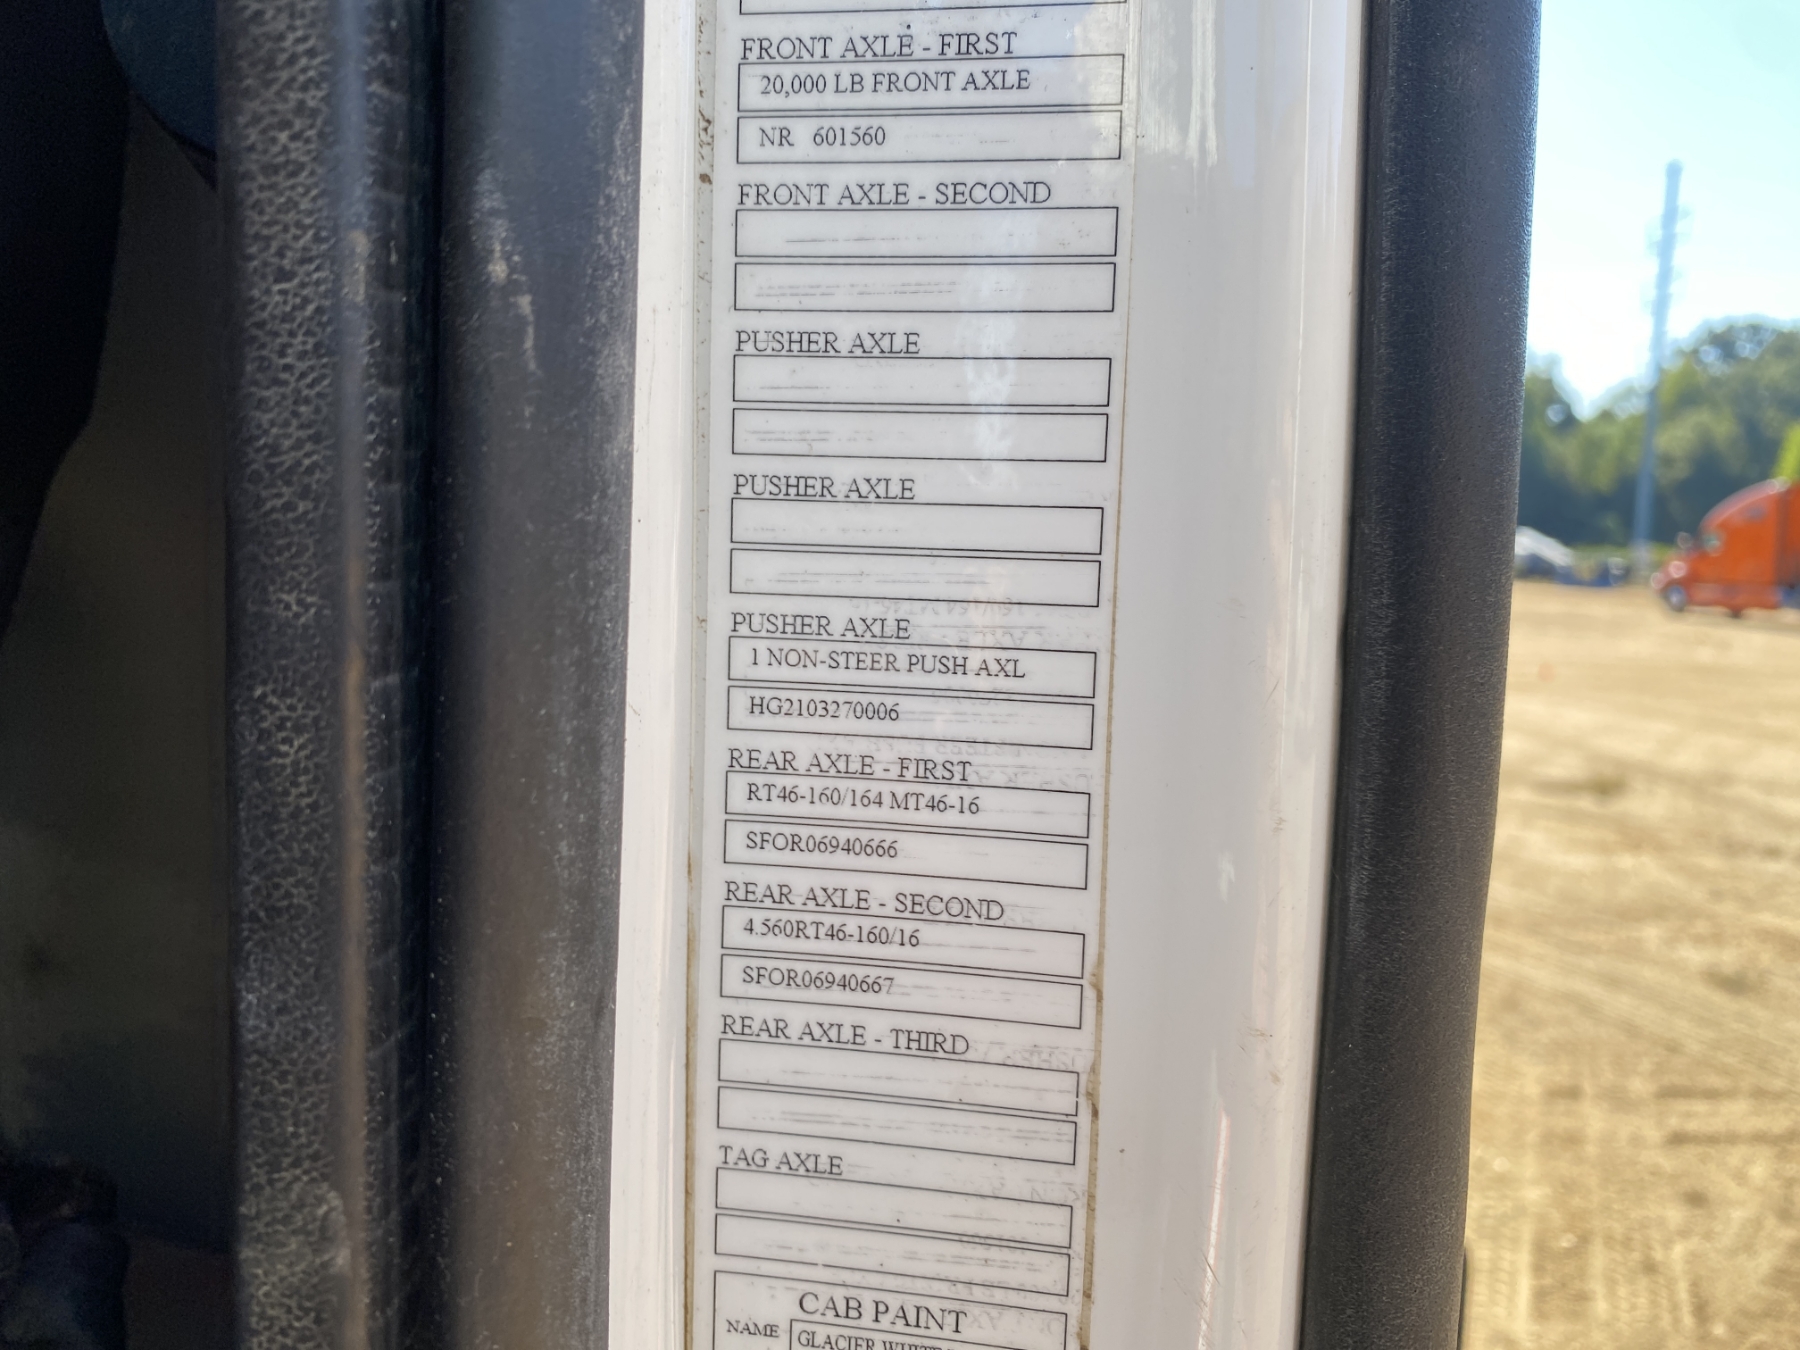 FRONT AXLE - FIRST
20,000 LB FRONT AXLE
NR 601560
FRONT AXLE - SECOND
PUSHER AXLE
PUSHER AXLE
PUSHER AXLE
1 NON-STEER PUSH AXL
HG2103270006
REAR AXLE - FIRST
RT46-160/164 MT46-16
SFOR06940666
REAR AXLE - SECOND
4.560RT46-160/16
SFOR06940667
REAR AXLE - THIRD
TAG AXLE
CAB PAINT
NAME GLACIER